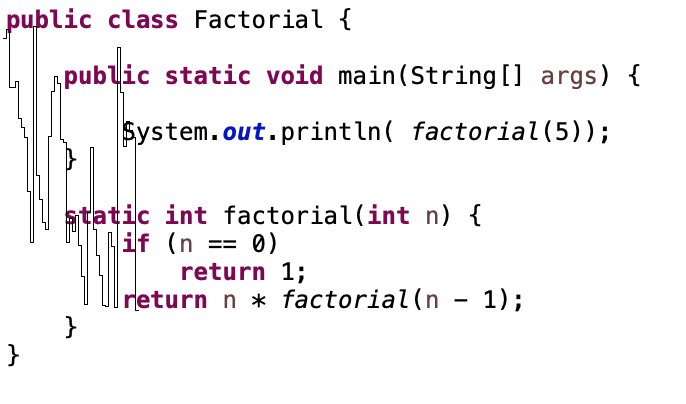 public class Factorial {
public static void main(String[] args) {
System.out.println( factorial(5));
}
static int factorial(int n) {
if (n == 0)
return 1;
return n * factorial(n - 1);
}
}